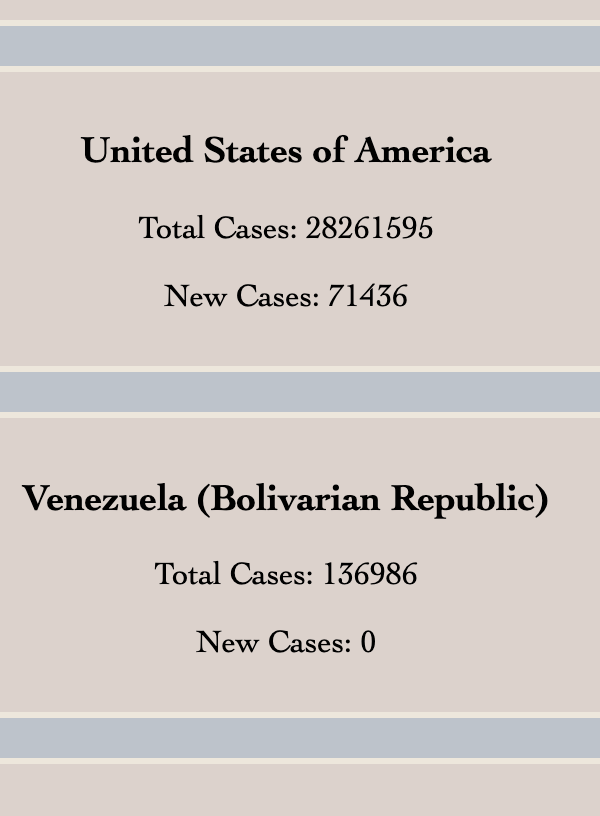 United States of America
Total Cases: 28261595
New Cases: 71436
Venezuela (Bolivarian Republic)
Total Cases: 136986
New Cases: 0